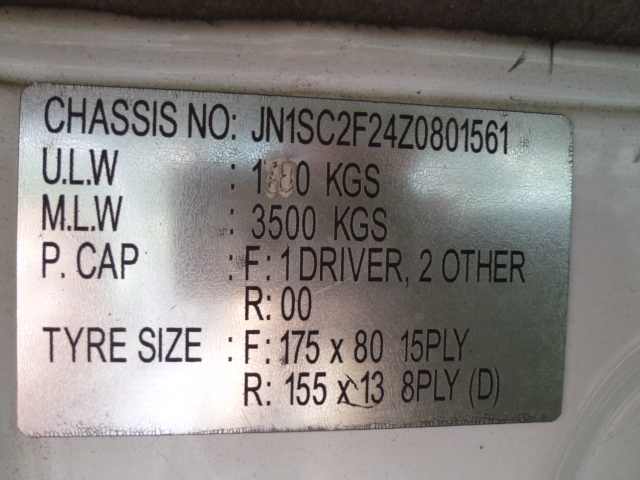 CHASSIS NO: JN1SC2F24Z0801561
U.L.W : KGS
M.L.W : 3500 KGS
P. CAP : F: 1 DRIVER, 2 OTHER
R: 00
TYRE SIZE : F: 175 x 80 15PLY
R: 155 x 13 8PLY (D)